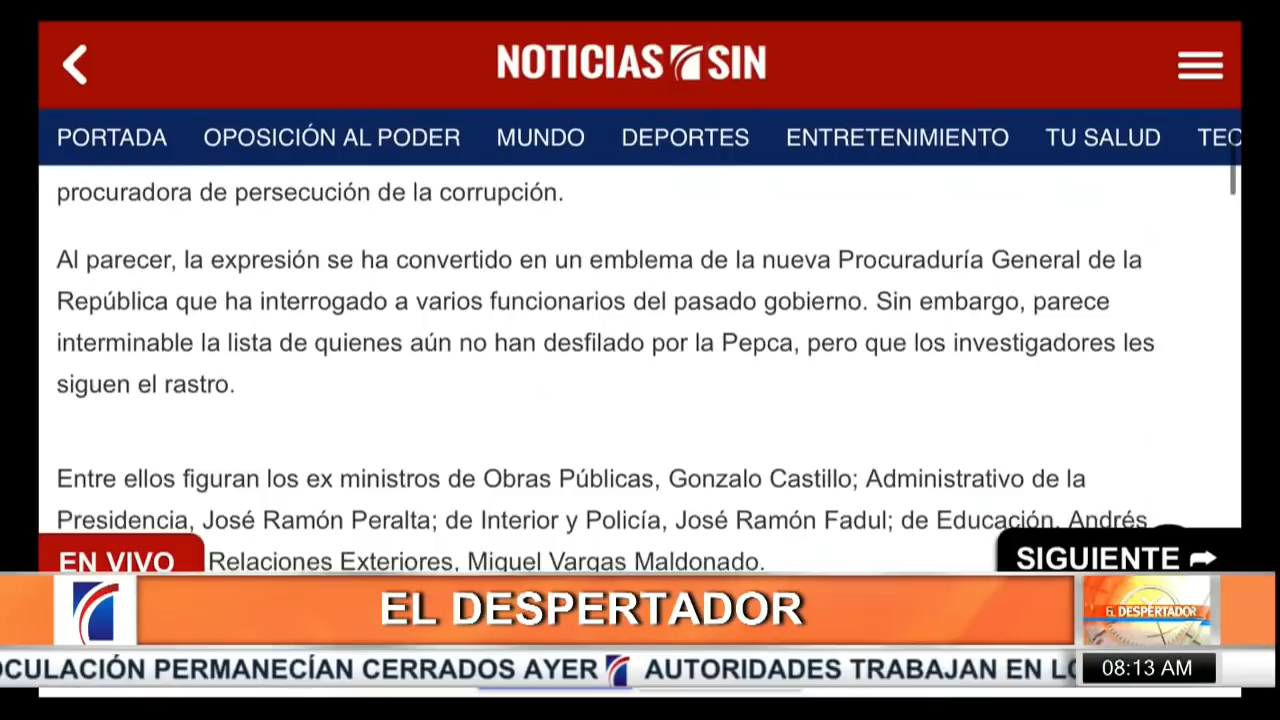 NOTICIAS SIN
PORTADA OPOSICIÓN AL PODER MUNDO DEPORTES ENTRETENIMIENTO TU SALUD TEC
procuradora de persecución de la corrupción.
Al parecer, la expresión se ha convertido en un emblema de la nueva Procuraduría General de la
República que ha interrogado a varios funcionarios del pasado gobierno. Sin embargo, parece
interminable la lista de quienes aún no han desfilado por la Pepca, pero que los investigadores les
siguen el rastro.
Entre ellos figuran los ex ministros de Obras Públicas, Gonzalo Castillo; Administrativo de la
Presidencia, José Ramón Peralta; de Interior y Policía, José Ramón Fadul; de Educación, Andrés
Relaciones Exteriores, Miguel Vargas Maldonado.
EN VIVO
SIGUIENTE
EL DESPERTADOR
EL DESPERTADOR
OCULACIÓN PERMANECÍAN CERRADOS AYER AUTORIDADES TRABAJAN EN LO
08:13 AM